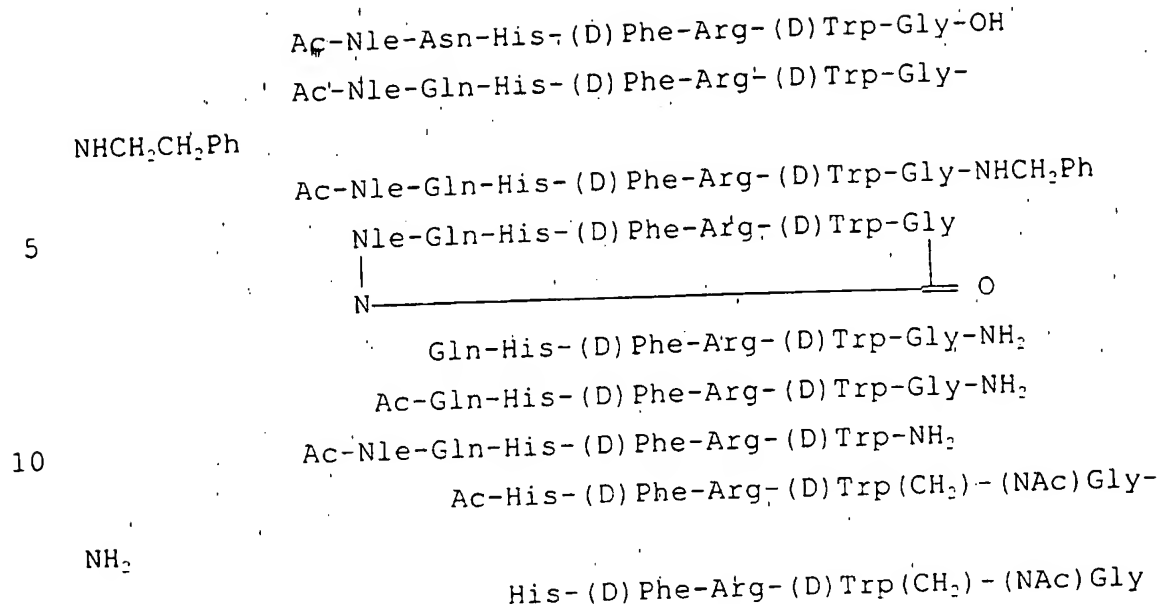 Ac-Nle-Asn-His-(D)Phe-Arg-(D)Trp-Gly-OH
Ac-Nle-Gln-His-(D)Phe-Arg-(D)Trp-Gly-
NHCH₂CH₂Ph
Ac-Nle-Gln-His-(D)Phe-Arg-(D)Trp-Gly-NHCH₂Ph
5 Nle-Gln-His-(D)Phe-Arg-(D)Trp-Gly
N O
Gln-His-(D)Phe-Arg-(D)Trp-Gly-NH₂
Ac-Gln-His-(D)Phe-Arg-(D)Trp-Gly-NH₂
10 Ac-Nle-Gln-His-(D)Phe-Arg-(D)Trp-NH₂
Ac-His-(D)Phe-Arg-(D)Trp(CH₂)-(NAc)Gly-
NH₂
His-(D)Phe-Arg-(D)Trp(CH₂)-(NAc)Gly